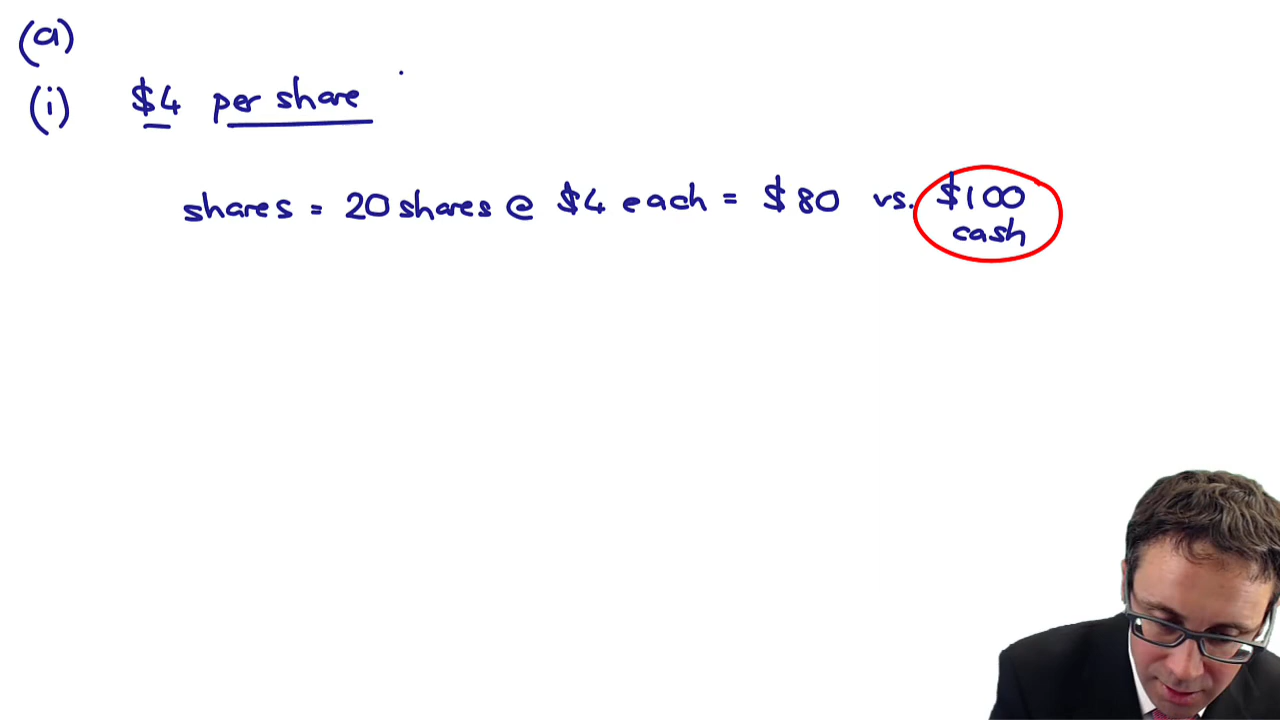 (a)
(i) $4 per share
shares = 20 shares @ $4 each = $80 vs. $100
cash